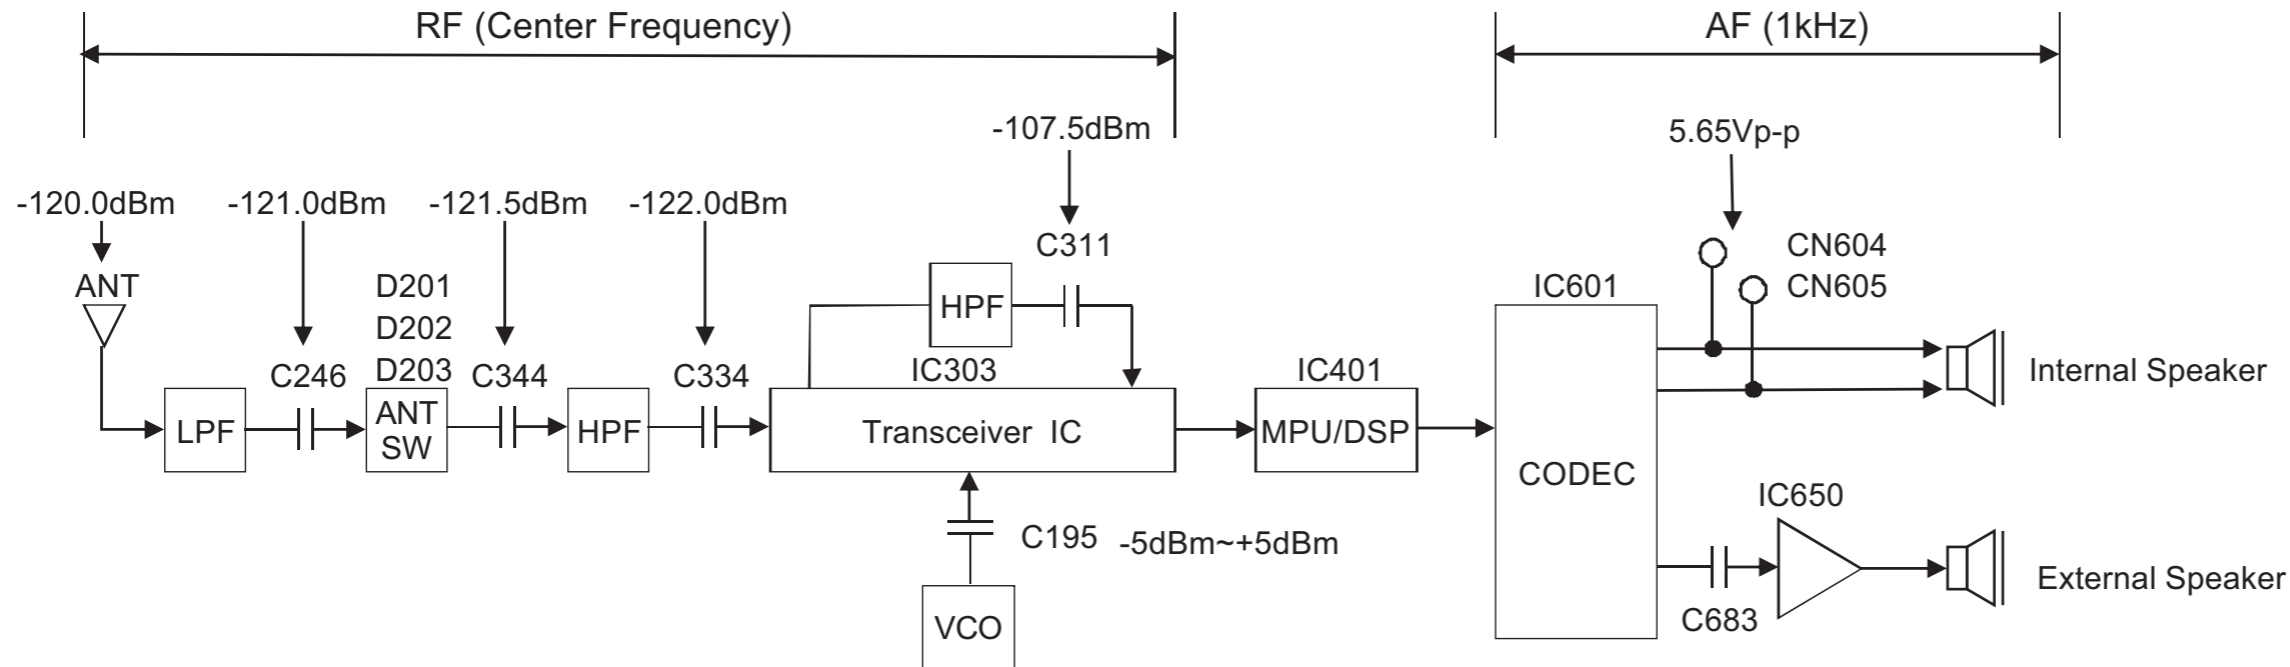 RF (Center Frequency)
AF (1kHz)
-107.5dBm
5.65Vp-p
-120.0dBm
-121.0dBm
-121.5dBm
-122.0dBm
C311
CN604
CN605
ANT
D201
D202
D203
HPF
IC601
C246
C344
C334
IC303
IC401
Internal Speaker
LPF
ANT
SW
HPF
Transceiver IC
MPU/DSP
CODEC
IC650
C195
-5dBm~+5dBm
External Speaker
C683
VCO